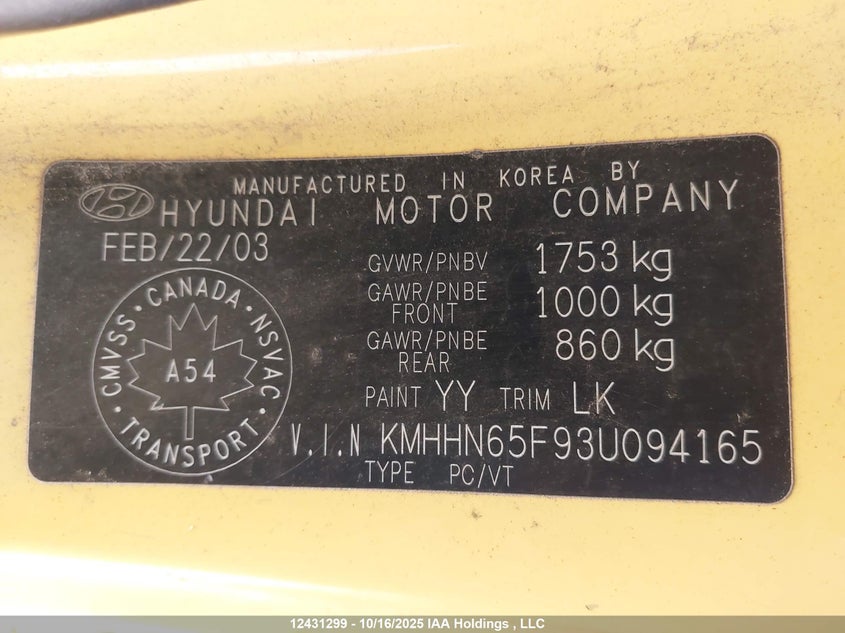 MANUFACTURED IN KOREA BY
HYUNDAI MOTOR COMPANY
FEB/22/03
GVWR/PNBV 1753 kg
GAWR/PNBE FRONT 1000 kg
GAWR/PNBE REAR 860 kg
CANADA
CMVSS · NSVAC
A54
TRANSPORT
PAINT YY TRIM LK
V.I.N KMHHN65F93U094165
TYPE PC/VT
12431299 - 10/16/2025 IAA Holdings , LLC